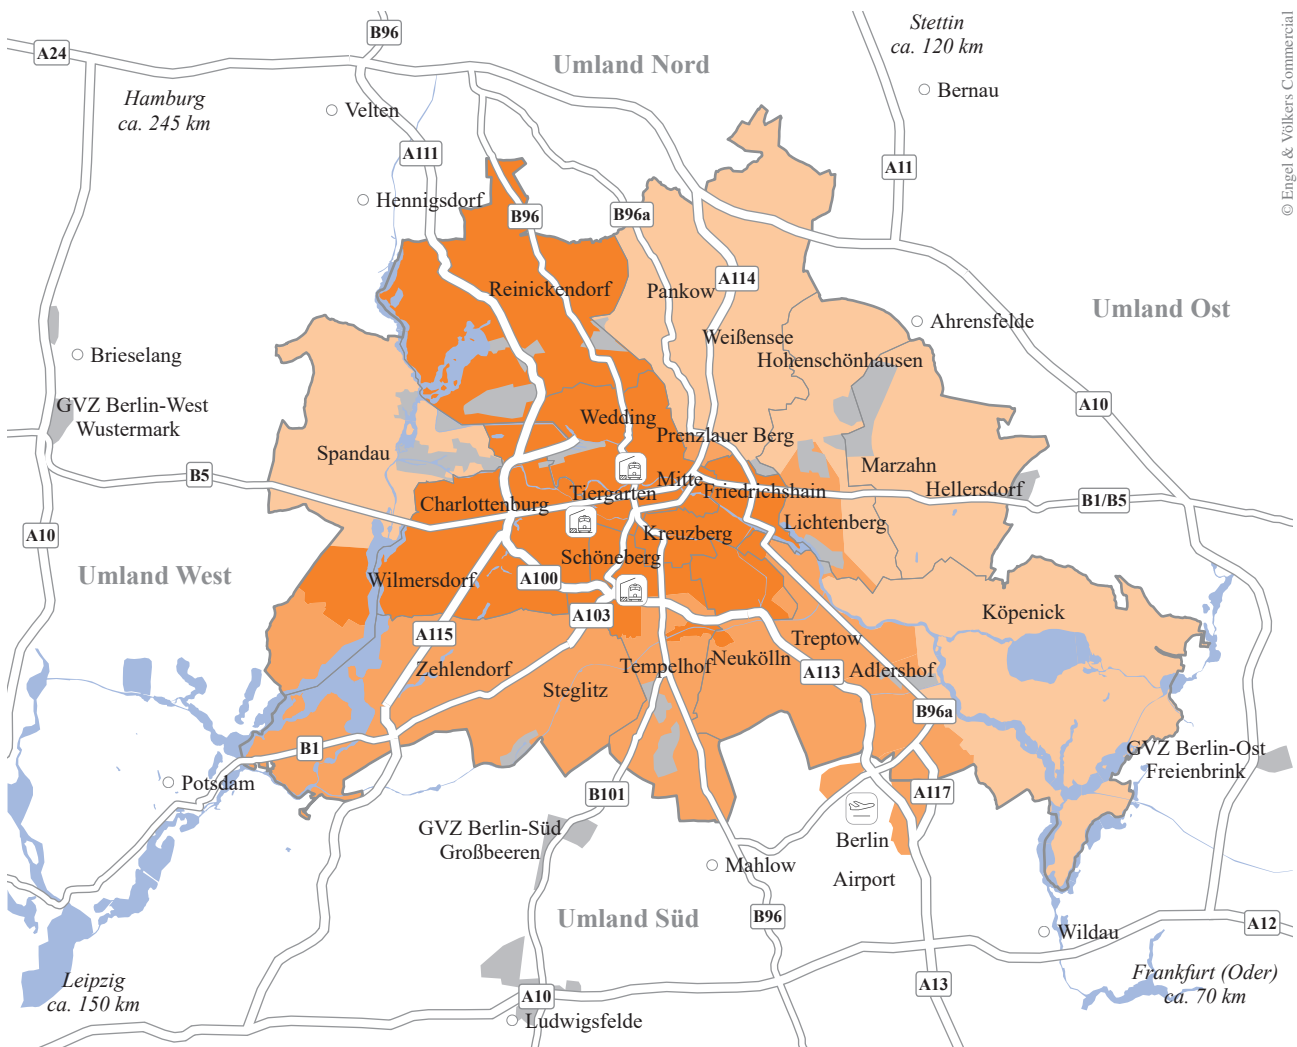 B96
Stettin
ca. 120 km
© Engel & Völkers Commercial
A24
Umland Nord
Bernau
Hamburg
ca. 245 km
Velten
A111
A11
Hennigsdorf
B96
B96a
A114
Reinickendorf
Pankow
Umland Ost
Ahrensfelde
Weißensee
Hohenschönhausen
Brieselang
GVZ Berlin-West
Wustermark
A10
Wedding
Prenzlauer Berg
Spandau
Marzahn
B5
Mitte
Hellersdorf
Tiergarten
Friedrichshain
B1/B5
Charlottenburg
Lichtenberg
A10
Kreuzberg
Schöneberg
Umland West
Wilmersdorf
A100
A103
Köpenick
A115
Treptow
Zehlendorf
Tempelhof
Neukölln
A113
Adlershof
Steglitz
B96a
B1
GVZ Berlin-Ost
Freienbrink
Potsdam
B101
A117
GVZ Berlin-Süd
Großbeeren
Berlin
Airport
Mahlow
Umland Süd
B96
Wildau
A12
Leipzig
ca. 150 km
Frankfurt (Oder)
ca. 70 km
A13
A10
Ludwigsfelde